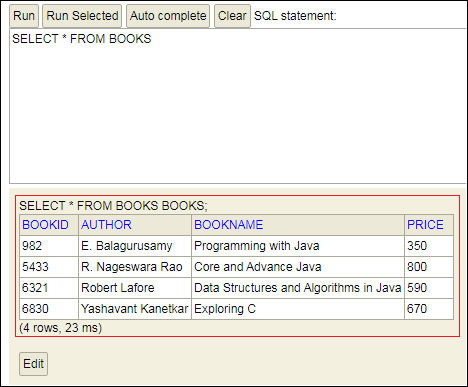 Run Run Selected Auto complete Clear SQL statement:
SELECT * FROM BOOKS
SELECT * FROM BOOKS BOOKS;
BOOKID AUTHOR BOOKNAME PRICE
982 E. Balagurusamy Programming with Java 350
5433 R. Nageswara Rao Core and Advance Java 800
6321 Robert Lafore Data Structures and Algorithms in Java 590
6830 Yashavant Kanetkar Exploring C 670
(4 rows, 23 ms)
Edit